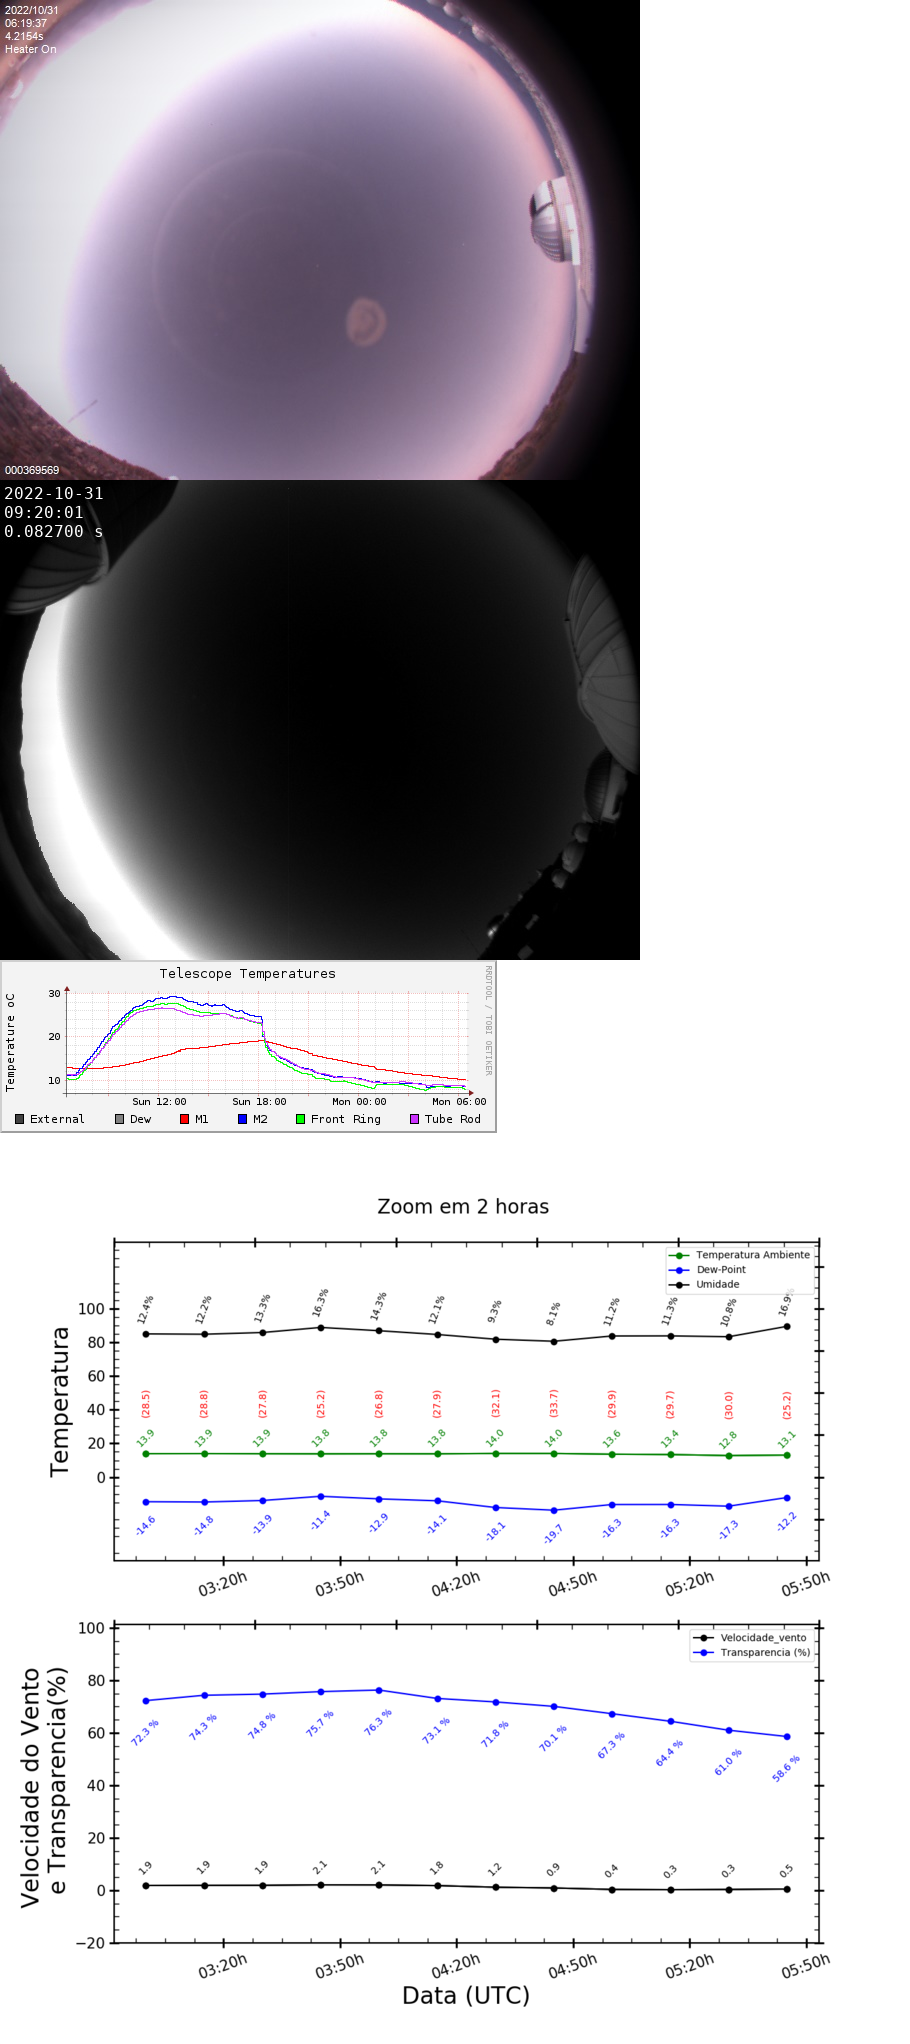 2022/10/31
06:19:37
4.2154s
Heater On
000369569
2022-10-31
09:20:01
0.082700 s
Telescope Temperatures
RRDTOOL / TOBI OETIKER
Temperature oC
30
20
10
Sun 12:00 Sun 18:00 Mon 00:00 Mon 06:00
External Dew M1 M2 Front Ring Tube Rod
Zoom em 2 horas
Temperatura
Temperatura Ambiente
Dew-Point
Umidade
100
80
60
40
20
0
12.4% 12.2% 13.3% 16.3% 14.3% 12.1% 9.3% 8.1% 11.2% 11.3% 10.8% 16.9%
(28.5) (28.8) (27.8) (25.2) (26.8) (27.9) (32.1) (33.7) (29.9) (29.7) (30.0) (25.2)
13.9 13.9 13.9 13.8 13.8 13.8 14.0 14.0 13.6 13.4 12.8 13.1
-14.6 -14.8 -13.9 -11.4 -12.9 -14.1 -18.1 -19.7 -16.3 -16.3 -17.3 -12.2
03:20h 03:50h 04:20h 04:50h 05:20h 05:50h
Velocidade do Vento
e Transparencia(%)
Velocidade_vento
Transparencia (%)
100
80
60
40
20
0
−20
72.3 % 74.3 % 74.8 % 75.7 % 76.3 % 73.1 % 71.8 % 70.1 % 67.3 % 64.4 % 61.0 % 58.6 %
1.9 1.9 1.9 2.1 2.1 1.8 1.2 0.9 0.4 0.3 0.3 0.5
03:20h 03:50h 04:20h 04:50h 05:20h 05:50h
Data (UTC)